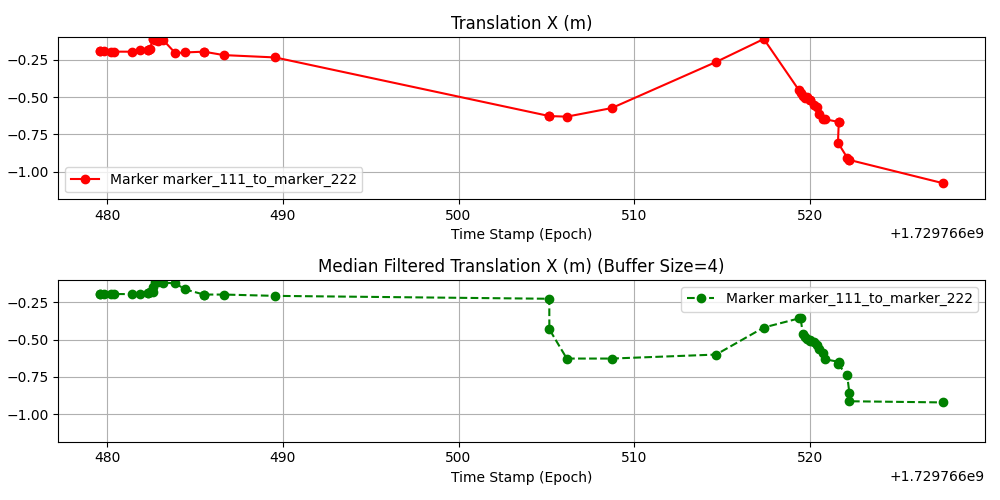 Translation X (m)
−0.25
−0.50
−0.75
−1.00
Marker marker_111_to_marker_222
480 490 500 510 520
Time Stamp (Epoch) +1.729766e9
Median Filtered Translation X (m) (Buffer Size=4)
−0.25
−0.50
−0.75
−1.00
Marker marker_111_to_marker_222
480 490 500 510 520
Time Stamp (Epoch) +1.729766e9